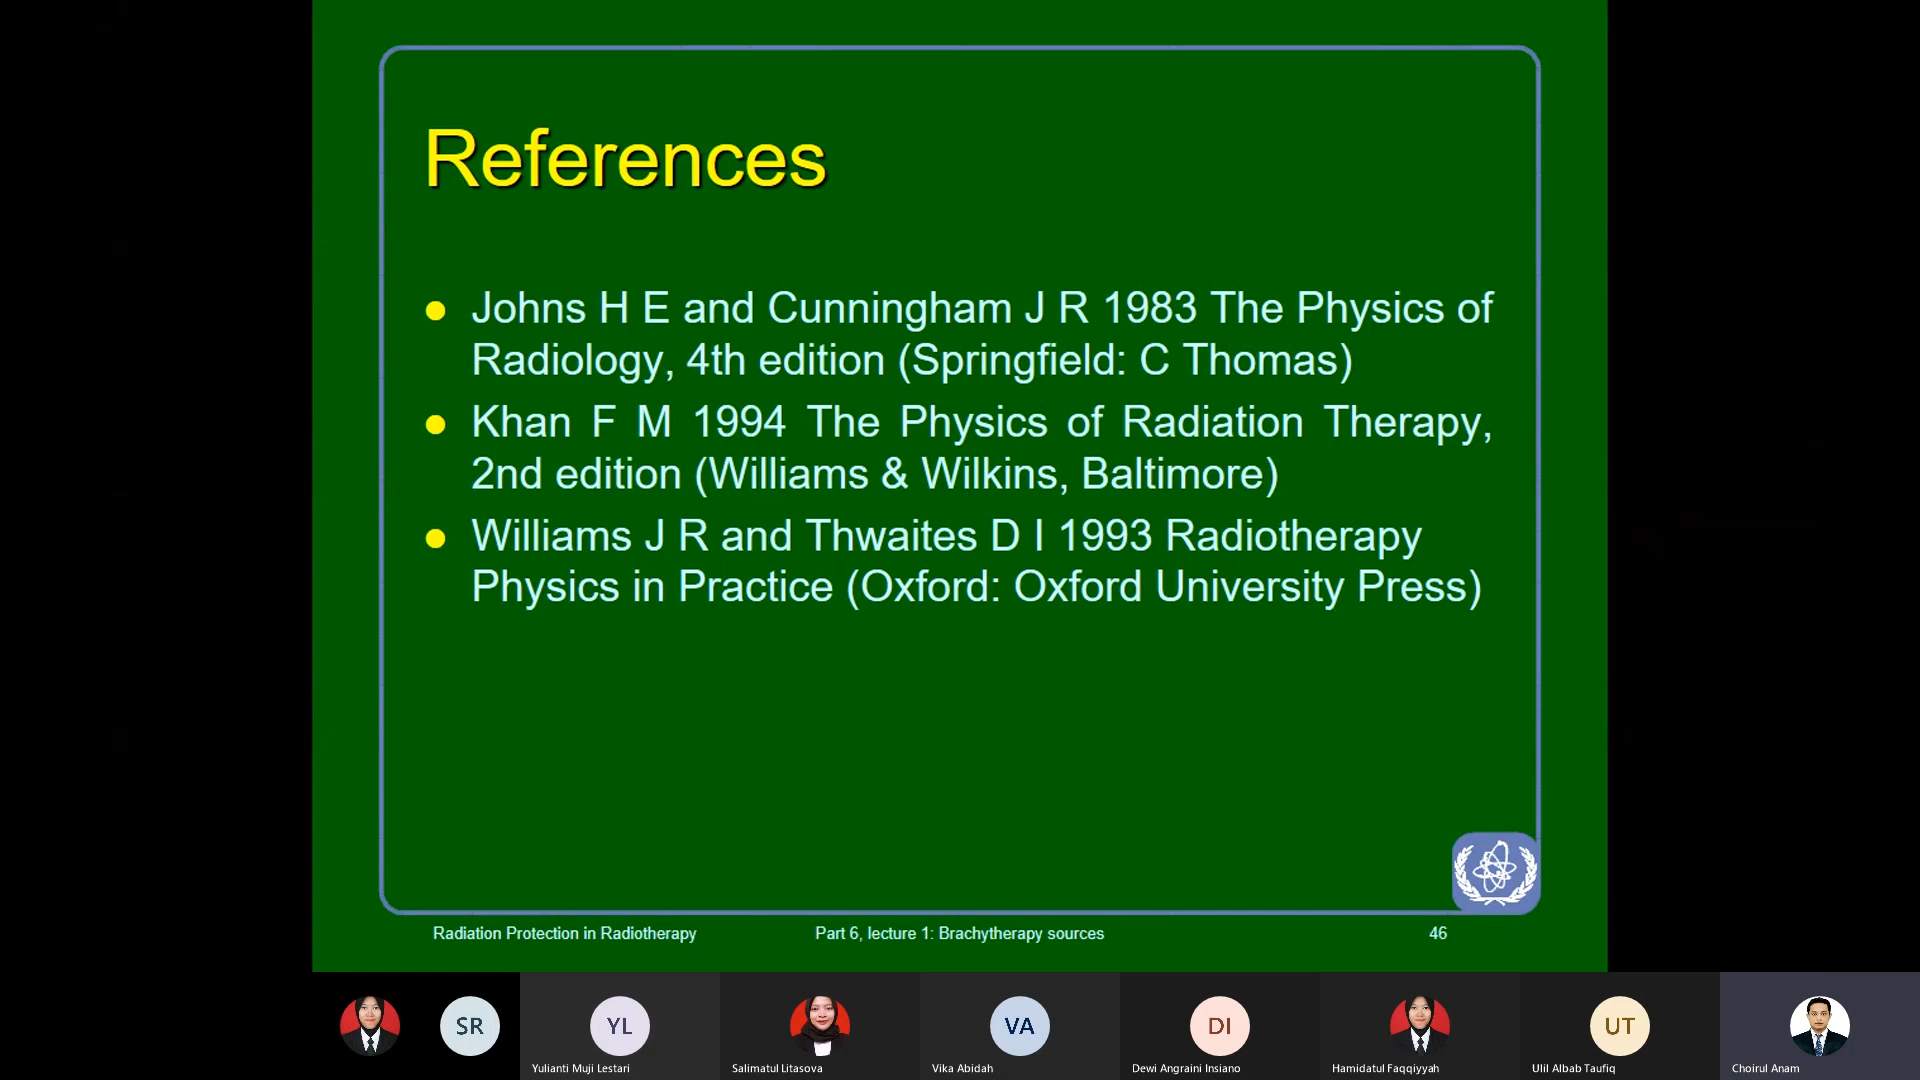 References
Johns H E and Cunningham J R 1983 The Physics of
Radiology, 4th edition (Springfield: C Thomas)
Khan F M 1994 The Physics of Radiation Therapy,
2nd edition (Williams & Wilkins, Baltimore)
Williams J R and Thwaites D I 1993 Radiotherapy
Physics in Practice (Oxford: Oxford University Press)
Radiation Protection in Radiotherapy
Part 6, lecture 1: Brachytherapy sources
46
SR
YL
VA
DI
UT
Yulianti Muji Lestari
Salimatul Litasova
Vika Abidah
Dewi Angraini Insiano
Hamidatul Faqqiyyah
Ulil Albab Taufiq
Choirul Anam